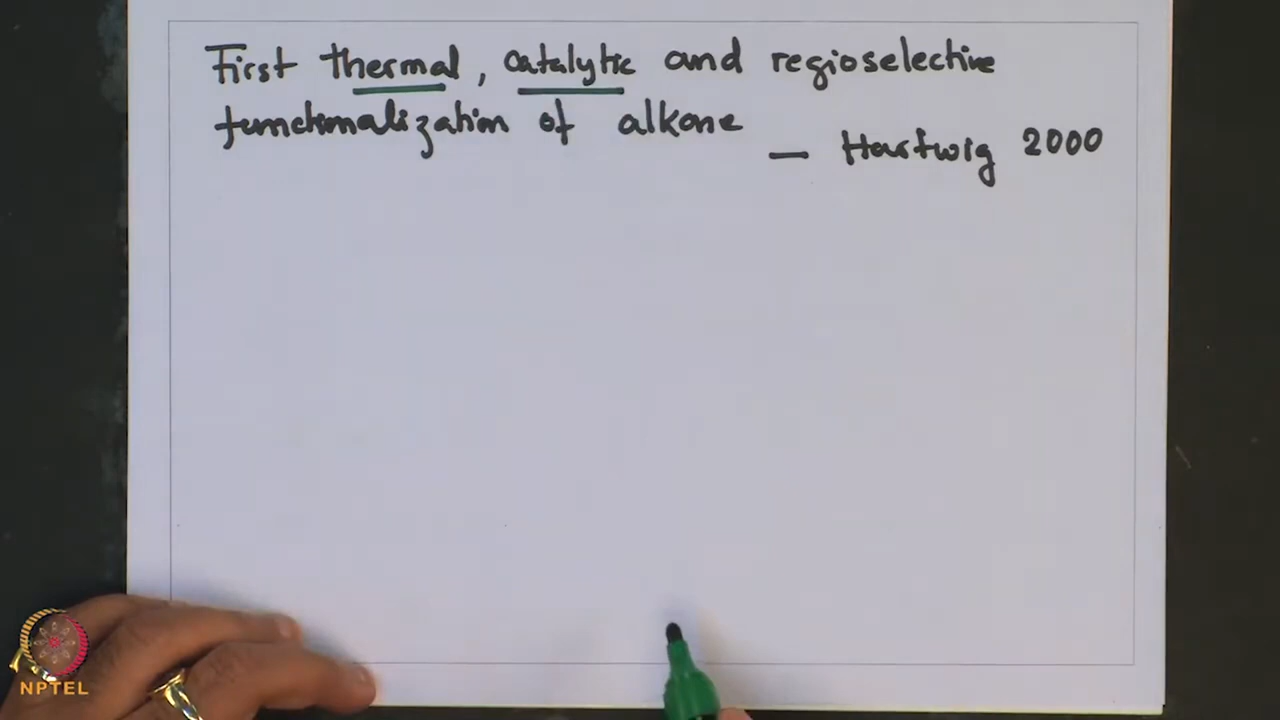 First thermal, catalytic and regioselective
functionalization of alkane
— Hartwig 2000
NPTEL